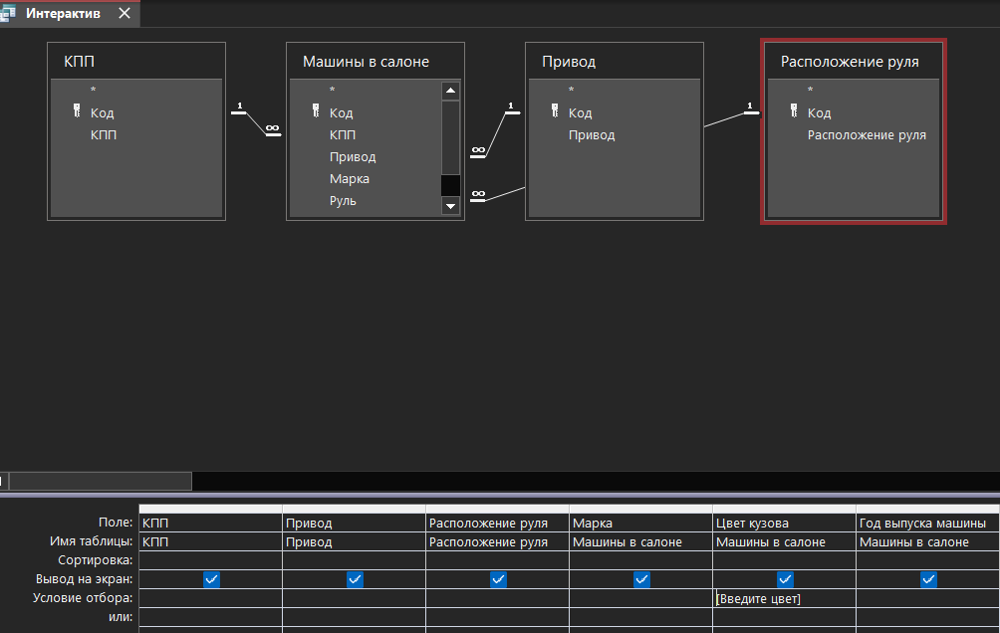 Интерактив
КПП
*
Код
КПП
1
∞
Машины в салоне
*
Код
КПП
Привод
Марка
Руль
∞
1
∞
Привод
*
Код
Привод
1
Расположение руля
*
Код
Расположение руля
Поле: КПП Привод Расположение руля Марка Цвет кузова Год выпуска машины
Имя таблицы: КПП Привод Расположение руля Машины в салоне Машины в салоне Машины в салоне
Сортировка:
Вывод на экран:
Условие отбора: [Введите цвет]
или: